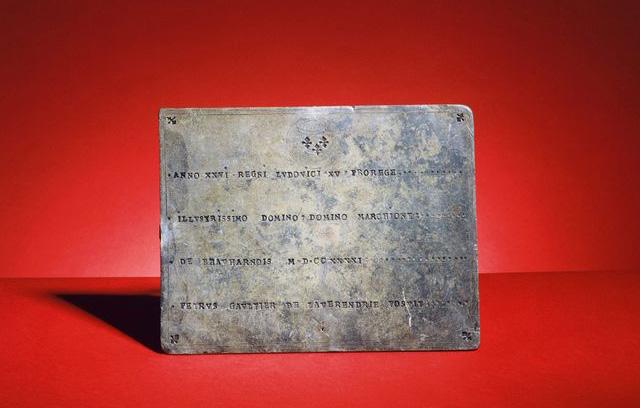 ANNO XXVI REGNI LVDOVICI XV PROREGE
ILLVSTRISSIMO DOMINO DOMINO MARCHIONE
DE BEAVHARNOIS M D CC XXXXI
PETRVS GAVLTIER DE LAVERENDRIE POSVIT